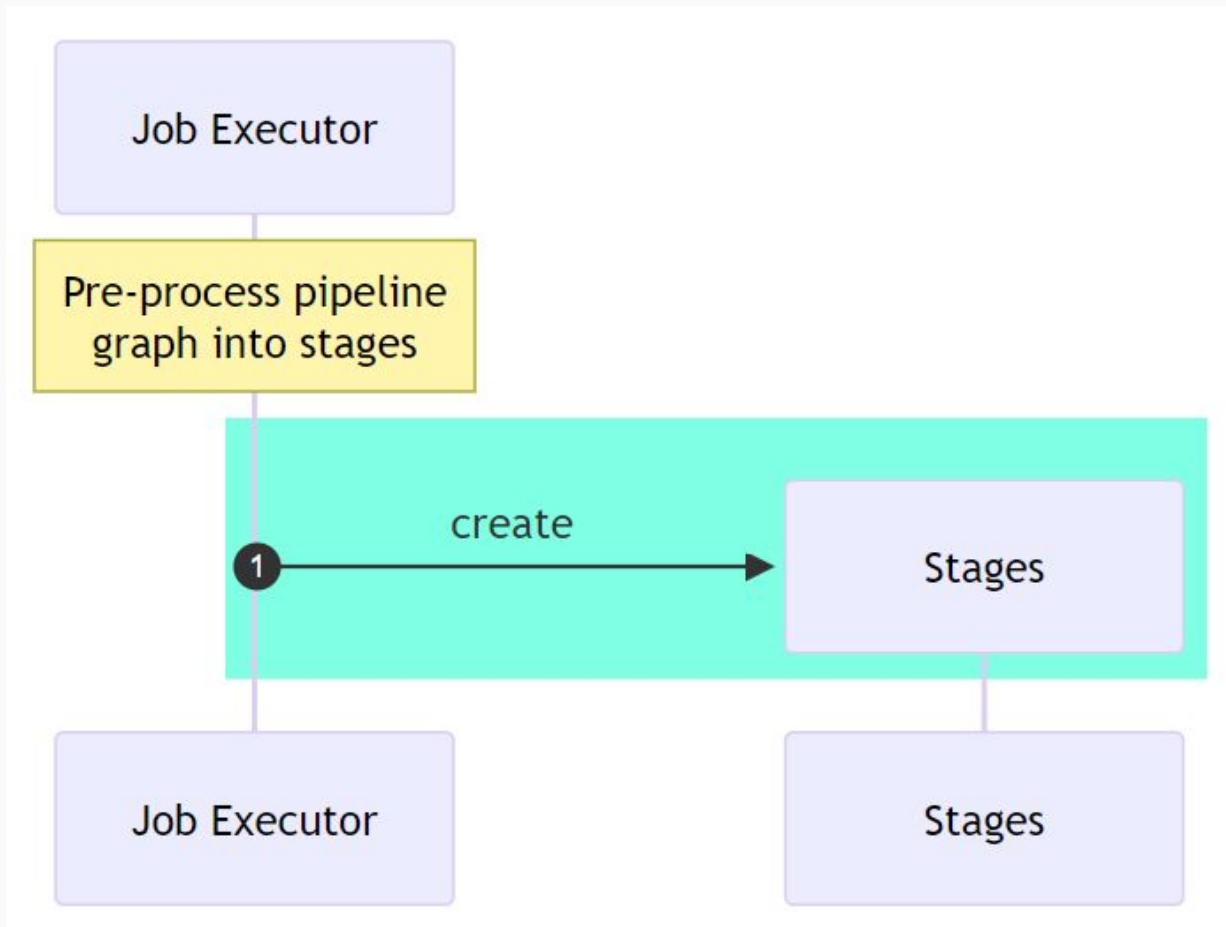 Job Executor
Pre-process pipeline
graph into stages
create
1
Stages
Job Executor
Stages